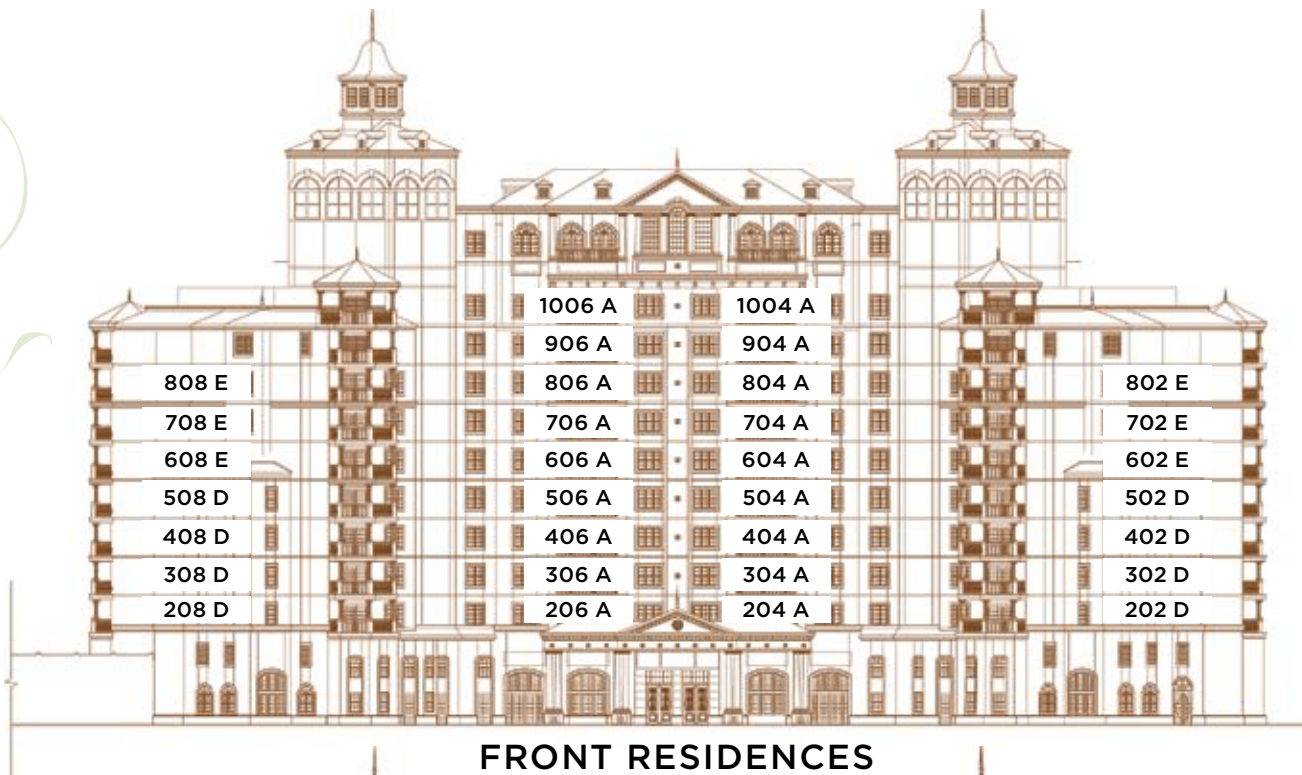 1006 A 1004 A
906 A 904 A
808 E 806 A 804 A 802 E
708 E 706 A 704 A 702 E
608 E 606 A 604 A 602 E
508 D 506 A 504 A 502 D
408 D 406 A 404 A 402 D
308 D 306 A 304 A 302 D
208 D 206 A 204 A 202 D
FRONT RESIDENCES